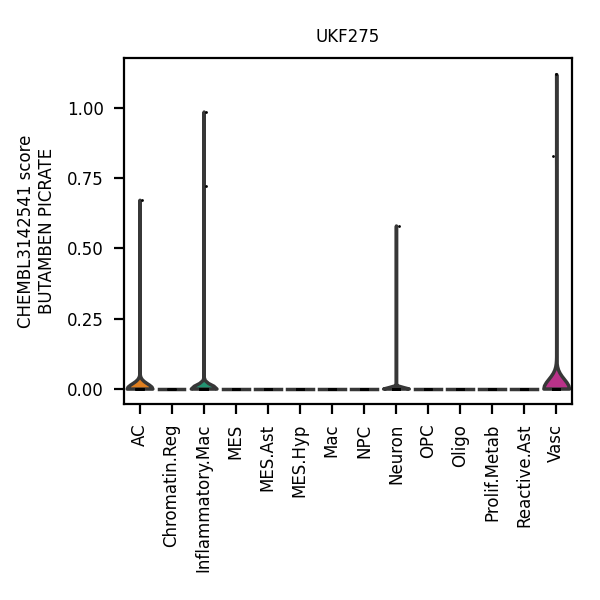 UKF275
CHEMBL3142541 score
BUTAMBEN PICRATE
1.00
0.75
0.50
0.25
0.00
AC
Chromatin.Reg
Inflammatory.Mac
MES
MES.Ast
MES.Hyp
Mac
NPC
Neuron
OPC
Oligo
Prolif.Metab
Reactive.Ast
Vasc